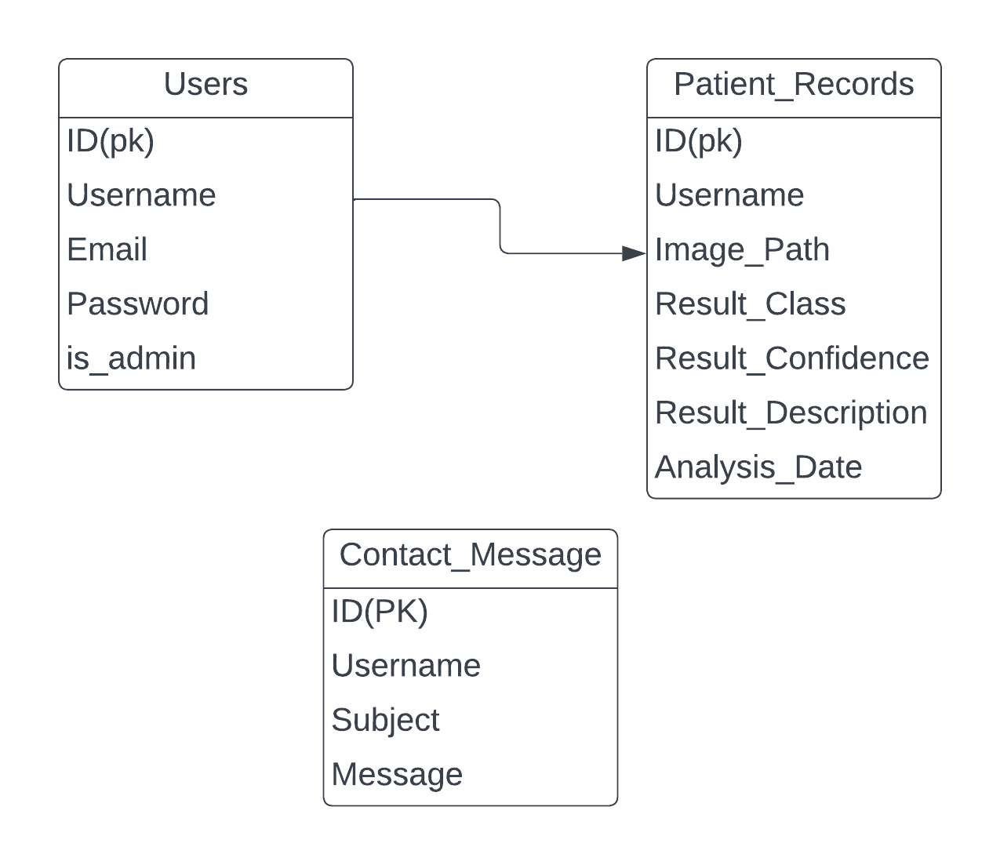 Users
ID(pk)
Username
Email
Password
is_admin
Patient_Records
ID(pk)
Username
Image_Path
Result_Class
Result_Confidence
Result_Description
Analysis_Date
Contact_Message
ID(PK)
Username
Subject
Message